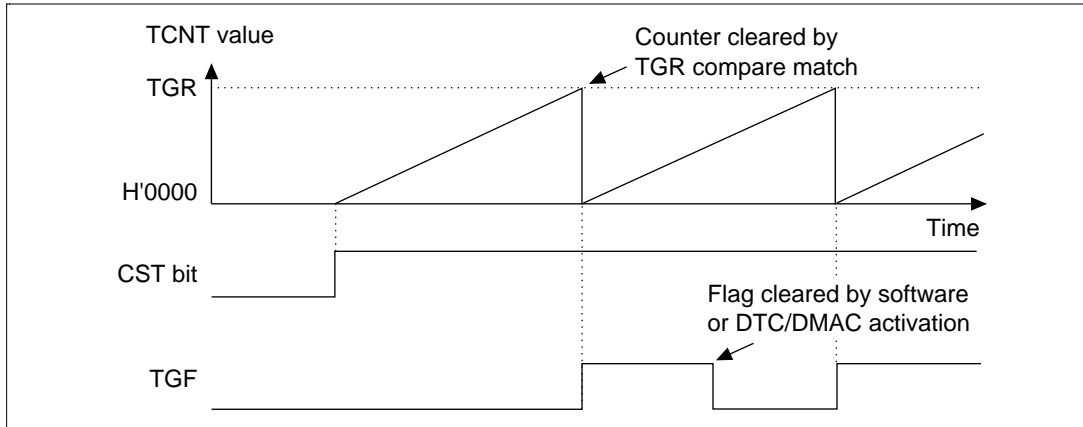 TCNT value
Counter cleared by
TGR compare match
TGR
H'0000
Time
CST bit
Flag cleared by software
or DTC/DMAC activation
TGF